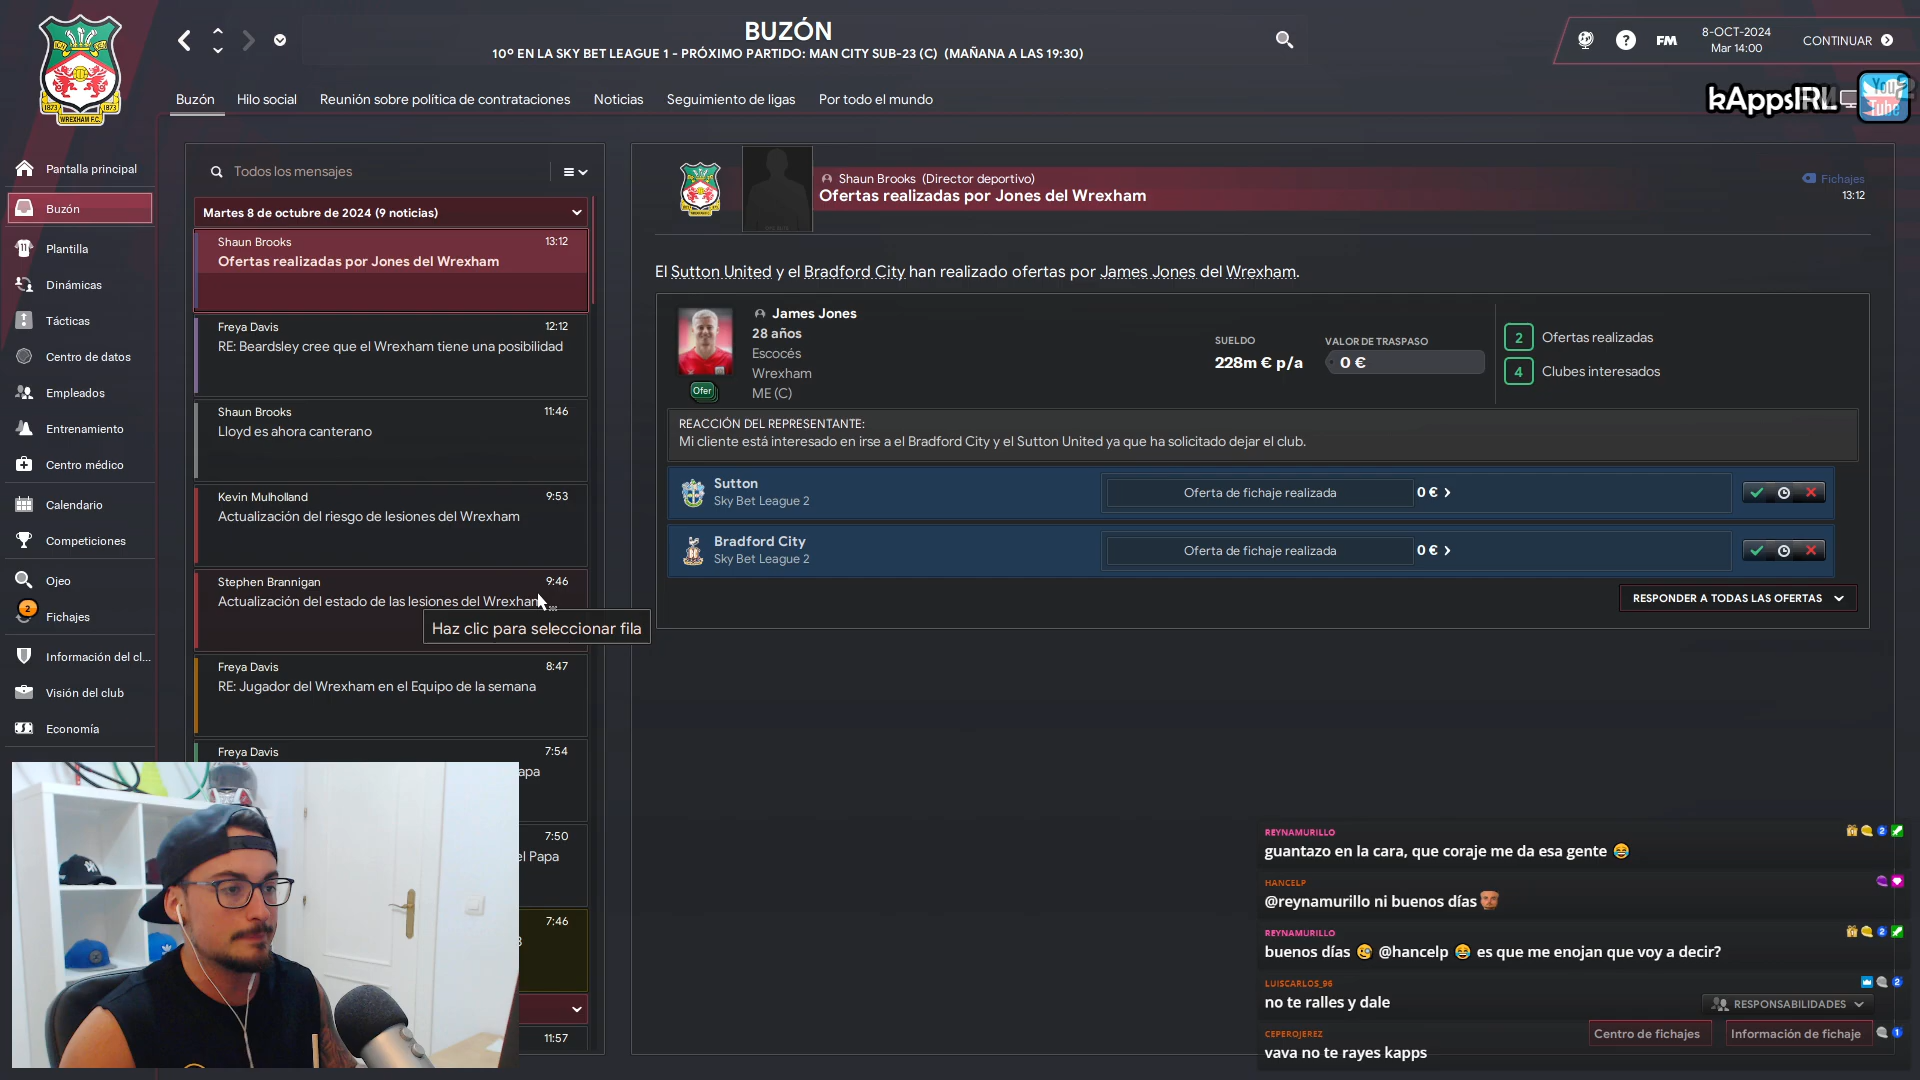 BUZÓN
10º EN LA SKY BET LEAGUE 1 - PRÓXIMO PARTIDO: MAN CITY SUB-23 (C) (MAÑANA A LAS 19:30)
FM
8-OCT-2024
Mar 14:00
CONTINUAR
Buzón
Hilo social
Reunión sobre política de contrataciones
Noticias
Seguimiento de ligas
Por todo el mundo
kAppsIRL
You
Tube
1873
1873
WREXHAM F.C.
Pantalla principal
Buzón
Plantilla
Dinámicas
Tácticas
Centro de datos
Empleados
Entrenamiento
Centro médico
Calendario
Competiciones
Ojeo
2
Fichajes
Información del cl...
Visión del club
Economía
Todos los mensajes
Martes 8 de octubre de 2024 (9 noticias)
Shaun Brooks
13:12
Ofertas realizadas por Jones del Wrexham
Freya Davis
12:12
RE: Beardsley cree que el Wrexham tiene una posibilidad
Shaun Brooks
11:46
Lloyd es ahora canterano
Kevin Mulholland
9:53
Actualización del riesgo de lesiones del Wrexham
Stephen Brannigan
9:46
Actualización del estado de las lesiones del Wrexham
Haz clic para seleccionar fila
Freya Davis
8:47
RE: Jugador del Wrexham en el Equipo de la semana
Freya Davis
7:54
apa
7:50
el Papa
7:46
11:57
Shaun Brooks (Director deportivo)
Ofertas realizadas por Jones del Wrexham
Fichajes
13:12
El Sutton United y el Bradford City han realizado ofertas por James Jones del Wrexham.
James Jones
28 años
Escocés
Wrexham
ME (C)
Ofer
SUELDO
228m € p/a
VALOR DE TRASPASO
0 €
2
Ofertas realizadas
4
Clubes interesados
REACCIÓN DEL REPRESENTANTE:
Mi cliente está interesado en irse a el Bradford City y el Sutton United ya que ha solicitado dejar el club.
Sutton
Sky Bet League 2
Oferta de fichaje realizada
0 €
Bradford City
Sky Bet League 2
Oferta de fichaje realizada
0 €
RESPONDER A TODAS LAS OFERTAS
REYNAMURILLO
guantazo en la cara, que coraje me da esa gente 😂
HANCELP
@reynamurillo ni buenos días
REYNAMURILLO
buenos días 🧐 @hancelp 😂 es que me enojan que voy a decir?
LUISCARLOS_96
no te ralles y dale
RESPONSABILIDADES
CEPEROJEREZ
vava no te rayes kapps
Centro de fichajes
Información de fichaje